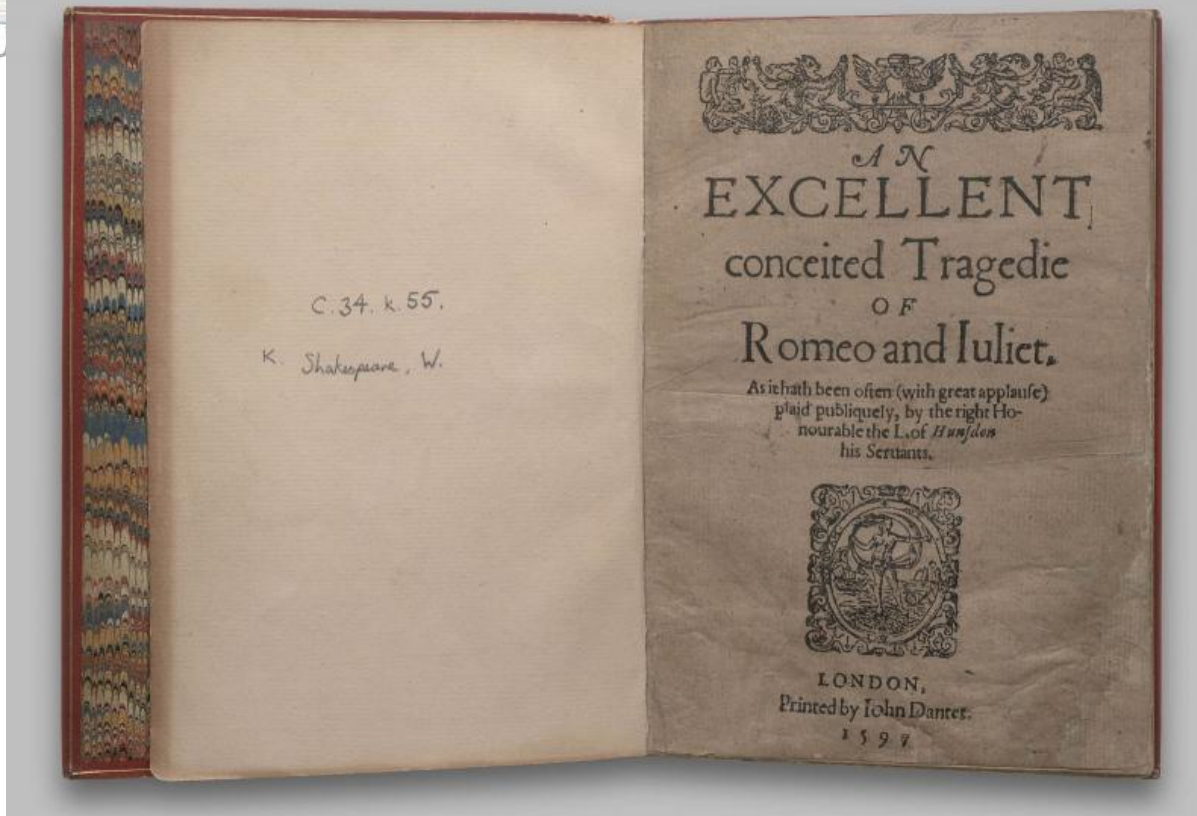 C.34.k.55.
K. Shakespeare, W.
AN
EXCELLENT
conceited Tragedie
OF
Romeo and Iuliet.
As it hath been often (with great applauſe)
plaid publiquely, by the right Ho-
nourable the L. of Hunſdon
his Seruants.
LONDON,
Printed by Iohn Danter.
1597